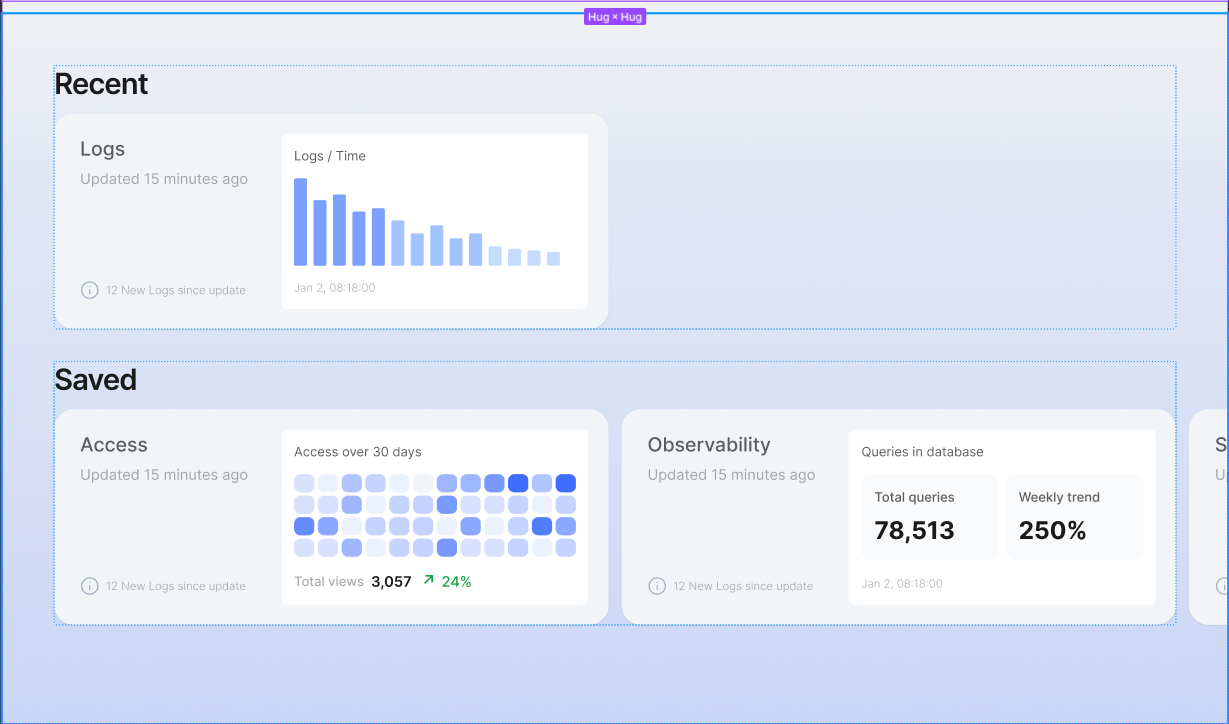 Hug × Hug
Recent
Logs
Updated 15 minutes ago
12 New Logs since update
Logs / Time
Jan 2, 08:18:00
Saved
Access
Updated 15 minutes ago
12 New Logs since update
Access over 30 days
Total views 3,057 24%
Observability
Updated 15 minutes ago
12 New Logs since update
Queries in database
Total queries
78,513
Weekly trend
250%
Jan 2, 08:18:00